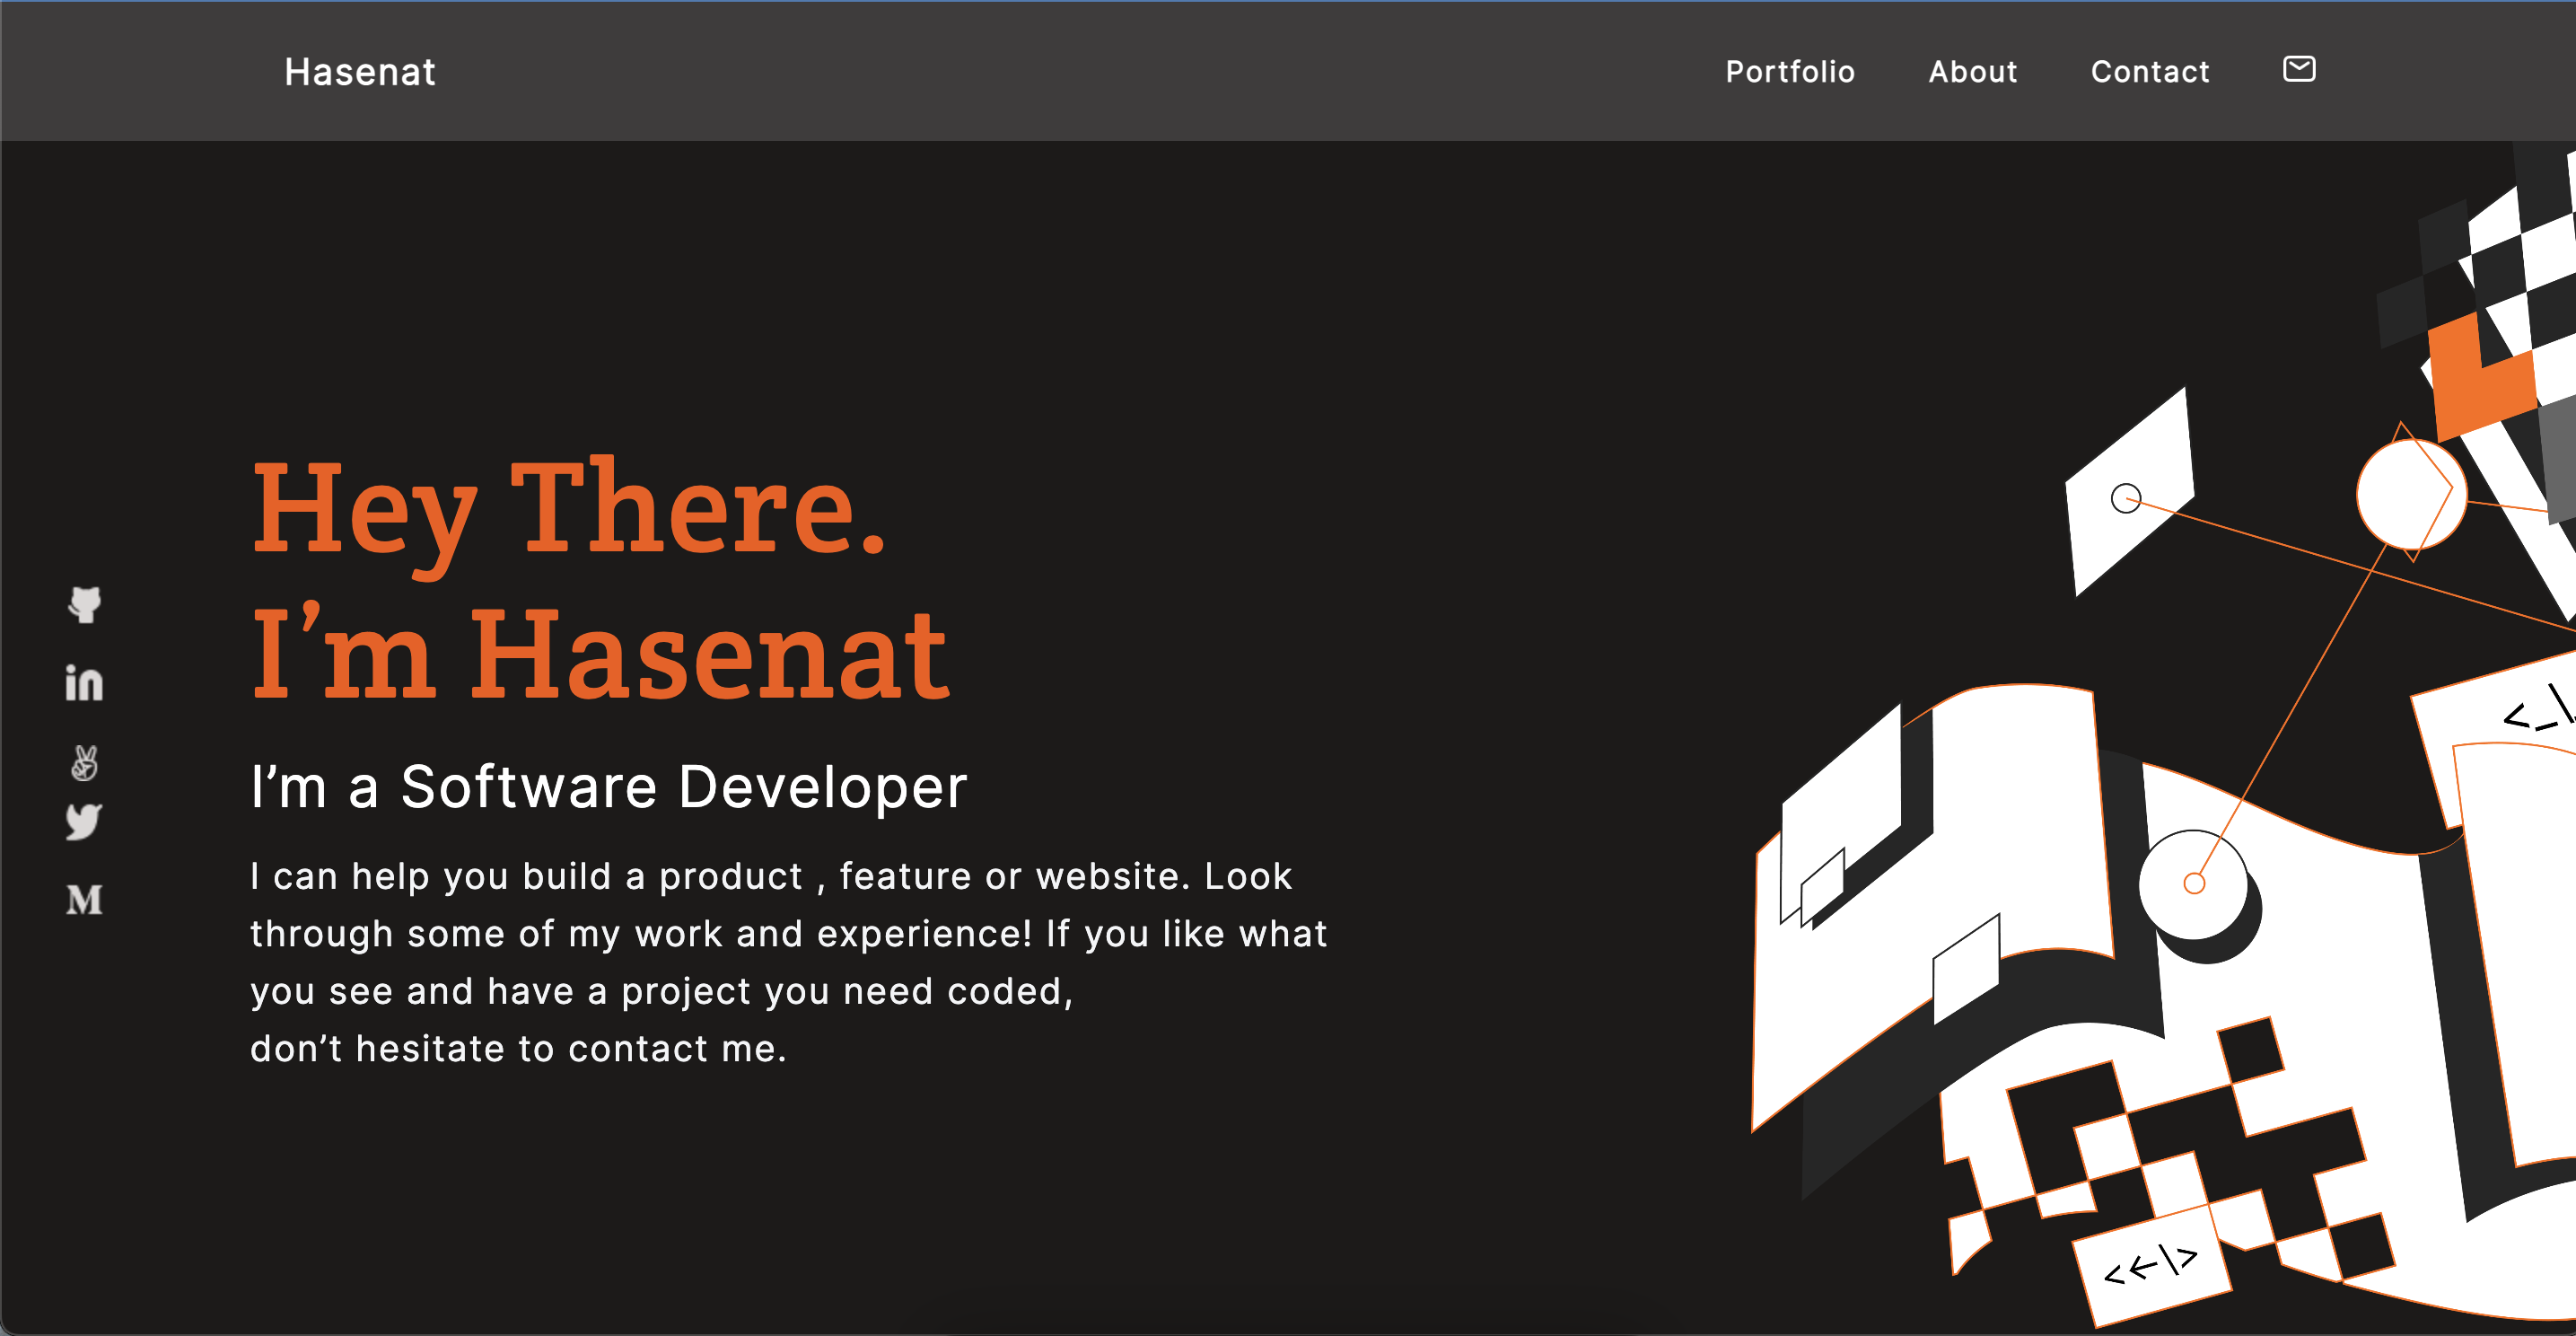 Hasenat
Portfolio
About
Contact
Hey There.
I’m Hasenat
I’m a Software Developer
I can help you build a product , feature or website. Look
through some of my work and experience! If you like what
you see and have a project you need coded,
don’t hesitate to contact me.
in
M
<_\
<←\>